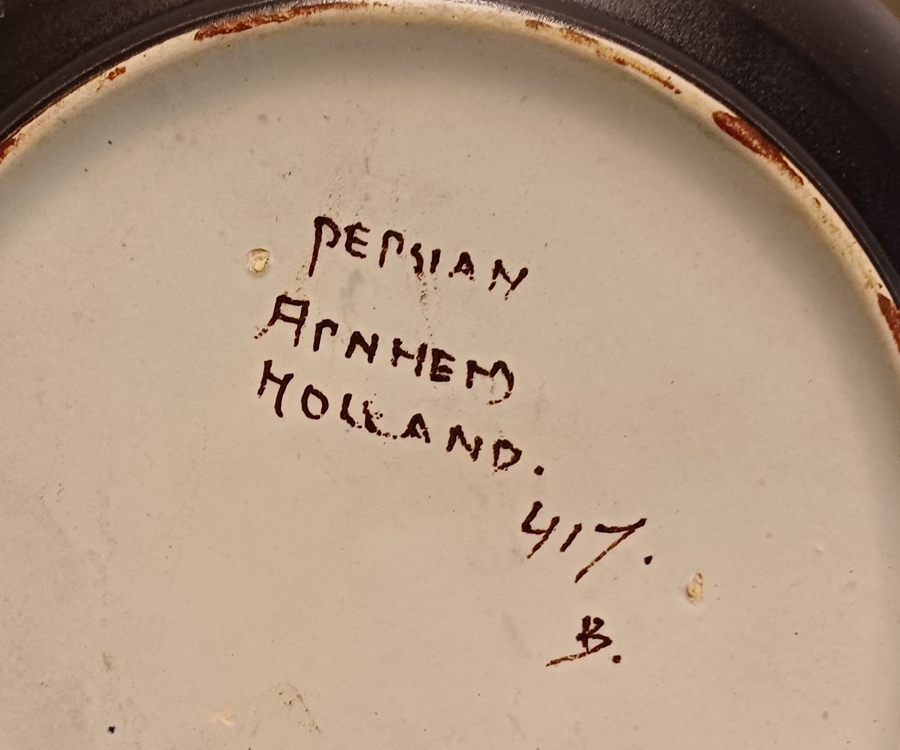 PERSIAN
ARNHEM
HOLLAND.
417.
B.